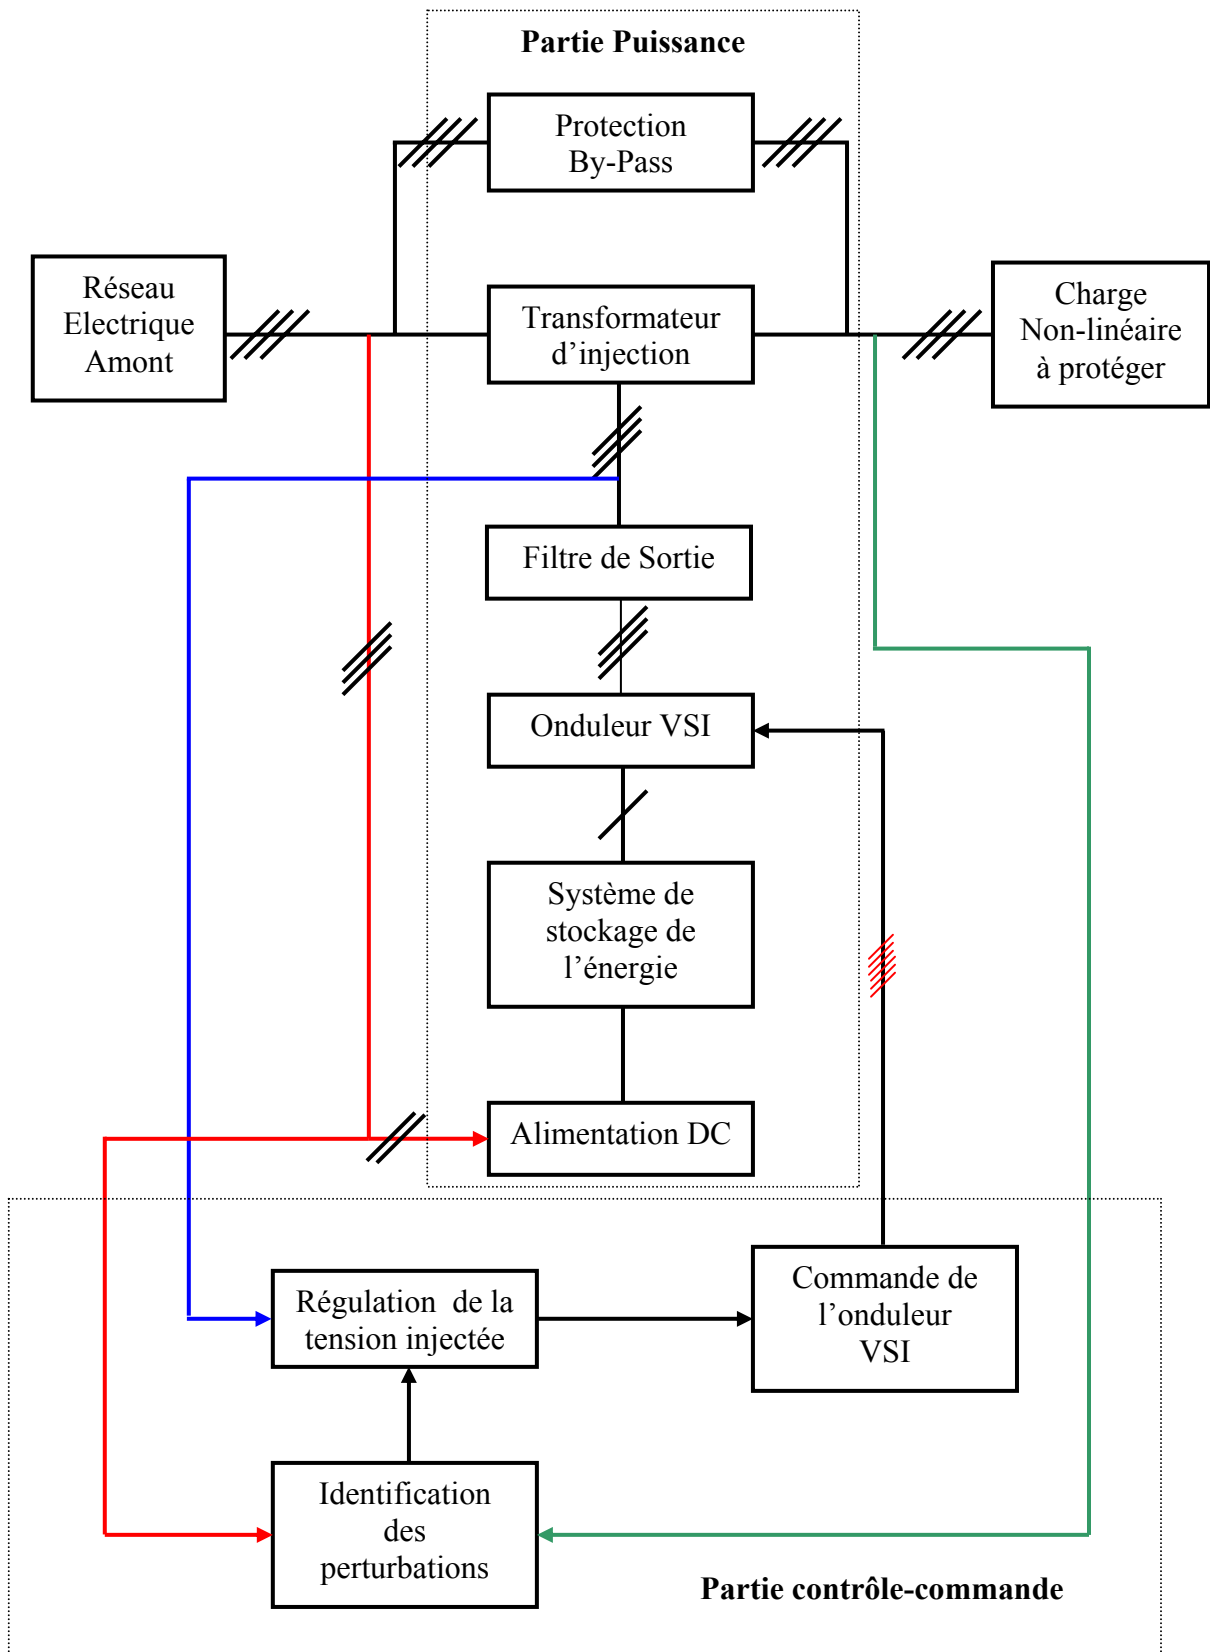 Partie Puissance
Protection
By-Pass
Réseau
Electrique
Amont
Transformateur
d’injection
Charge
Non-linéaire
à protéger
Filtre de Sortie
Onduleur VSI
Système de
stockage de
l’énergie
Alimentation DC
Régulation de la
tension injectée
Commande de
l’onduleur
VSI
Identification
des
perturbations
Partie contrôle-commande